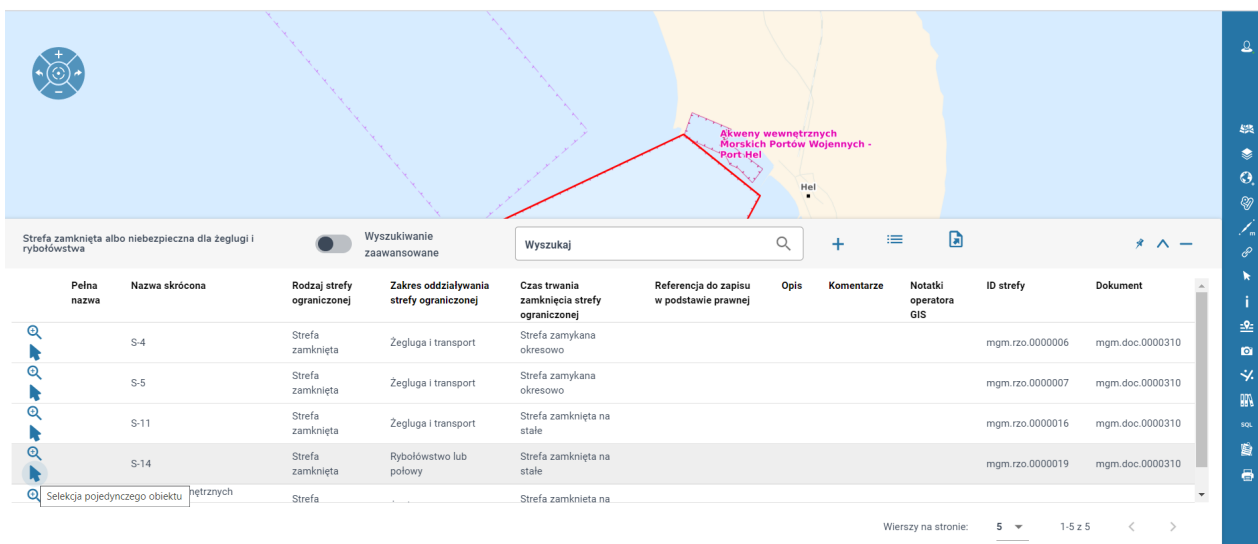 Akweny wewnętrznych
Morskich Portów Wojennych -
Port Hel
Hel
Strefa zamknięta albo niebezpieczna dla żeglugi i
rybołówstwa
Wyszukiwanie
zaawansowane
Wyszukaj
Pełna
nazwa
Nazwa skrócona
Rodzaj strefy
ograniczonej
Zakres oddziaływania
strefy ograniczonej
Czas trwania
zamknięcia strefy
ograniczonej
Referencja do zapisu
w podstawie prawnej
Opis
Komentarze
Notatki
operatora
GIS
ID strefy
Dokument
S-4
Strefa
zamknięta
Żegluga i transport
Strefa zamykana
okresowo
mgm.rzo.0000006
mgm.doc.0000310
S-5
Strefa
zamknięta
Żegluga i transport
Strefa zamykana
okresowo
mgm.rzo.0000007
mgm.doc.0000310
S-11
Strefa
zamknięta
Żegluga i transport
Strefa zamknięta na
stałe
mgm.rzo.0000016
mgm.doc.0000310
S-14
Strefa
zamknięta
Rybołówstwo lub
połowy
Strefa zamknięta na
stałe
mgm.rzo.0000019
mgm.doc.0000310
Selekcja pojedynczego obiektu
nętrznych
Strefa
Strefa zamknięta na
Wierszy na stronie:
5
1-5 z 5
m
SQL